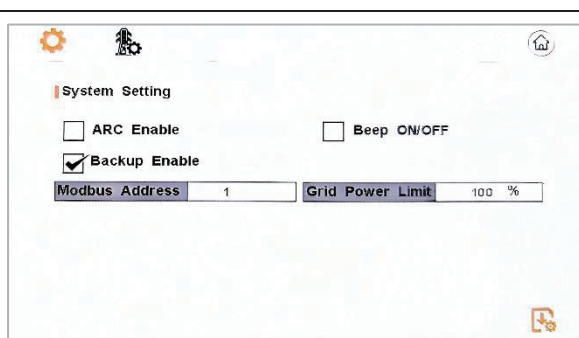 System Setting
ARC Enable
Beep ON/OFF
Backup Enable
Modbus Address 1 Grid Power Limit 100 %